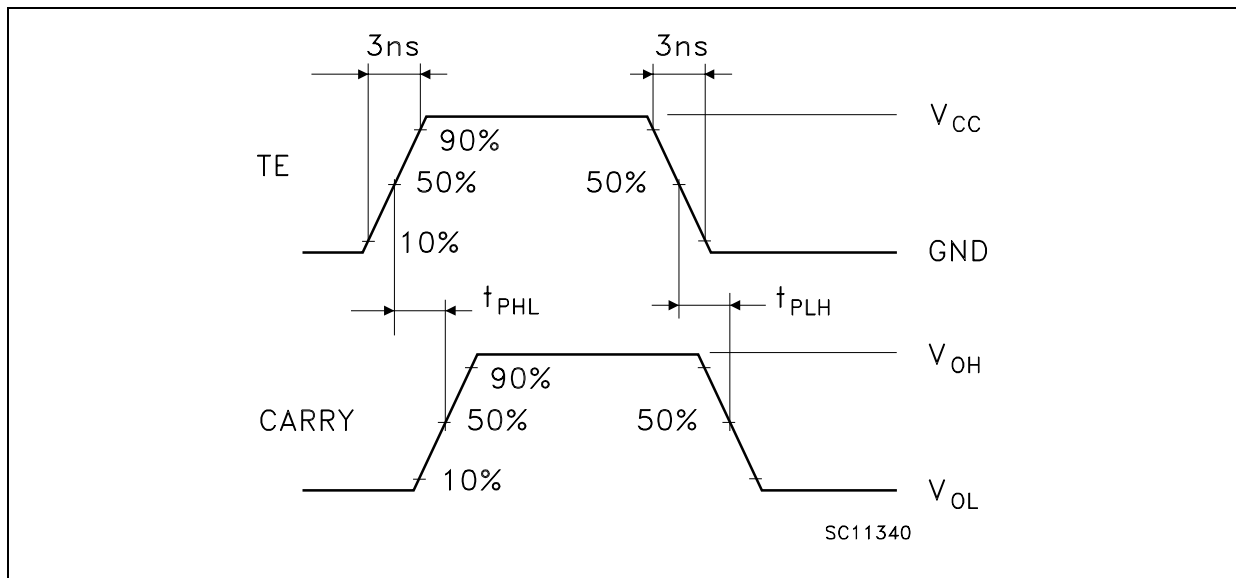 3ns 3ns
V CC
90%
TE 50% 50%
10%
GND
t PHL t PLH
V OH
90%
CARRY 50% 50%
10%
V OL
SC11340